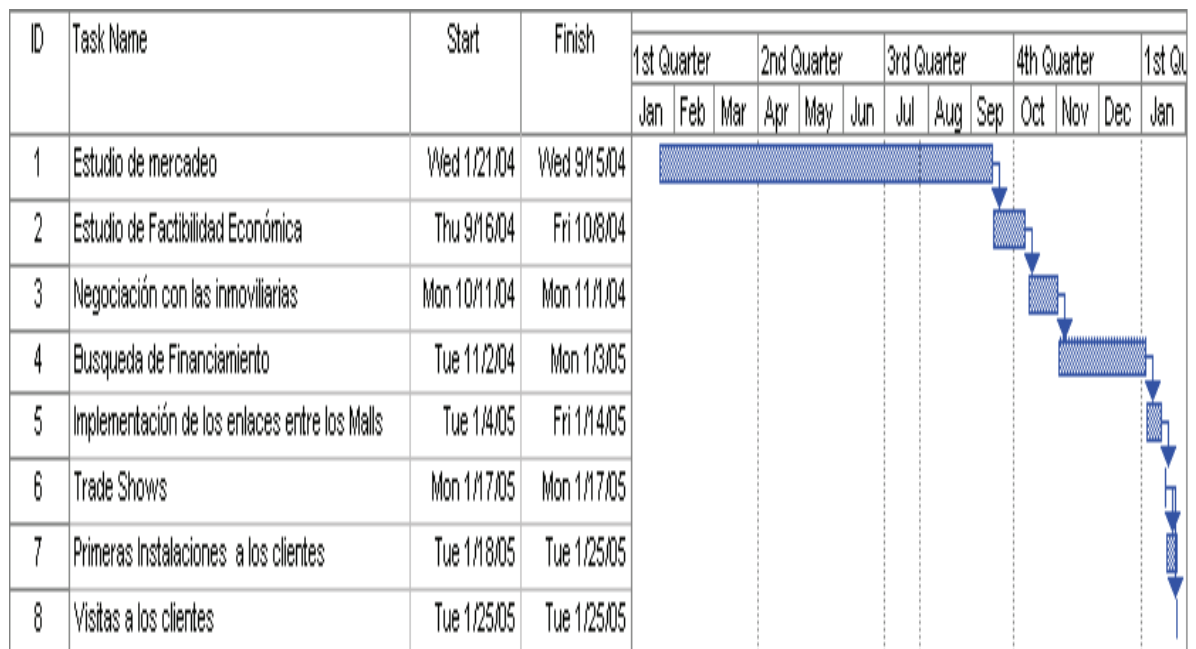 ID Task Name Start Finish
1st Quarter 2nd Quarter 3rd Quarter 4th Quarter 1st Qu
Jan Feb Mar Apr May Jun Jul Aug Sep Oct Nov Dec Jan
1 Estudio de mercadeo Wed 1/21/04 Wed 9/15/04
2 Estudio de Factibilidad Económica Thu 9/16/04 Fri 10/8/04
3 Negociación con las inmoviliarias Mon 10/11/04 Mon 11/1/04
4 Busqueda de Financiamiento Tue 11/2/04 Mon 1/3/05
5 Implementación de los enlaces entre los Malls Tue 1/4/05 Fri 1/14/05
6 Trade Shows Mon 1/17/05 Mon 1/17/05
7 Primeras Instalaciones a los clientes Tue 1/18/05 Tue 1/25/05
8 Visitas a los clientes Tue 1/25/05 Tue 1/25/05